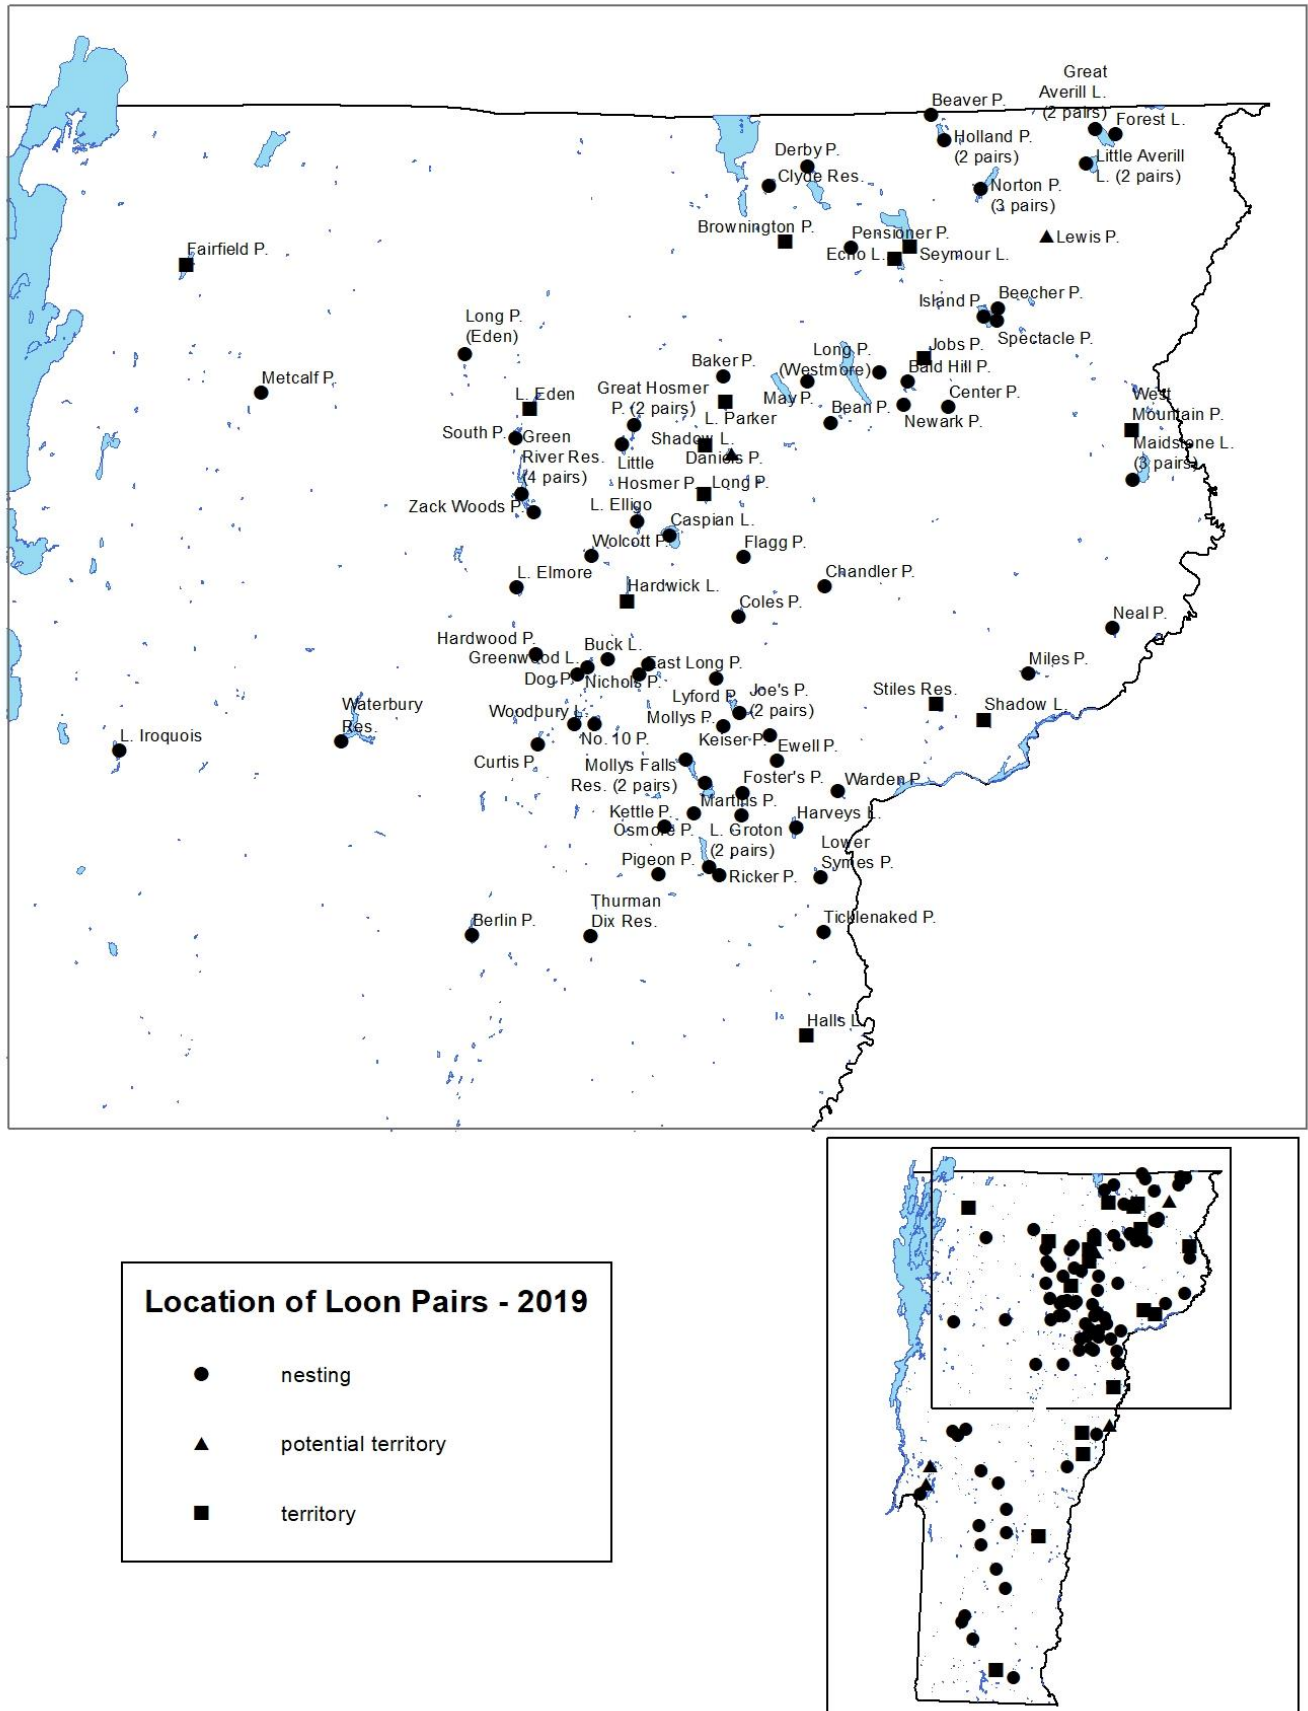 Great
Averill L.
(2 pairs)
Beaver P.
Forest L.
Holland P.
(2 pairs)
Derby P.
Little Averill
L. (2 pairs)
Clyde Res.
Norton P.
(3 pairs)
Brownington P.
Pensioner P.
Lewis P.
Fairfield P.
Echo L.
Seymour L.
Beecher P.
Island P.
Long P.
(Eden)
Spectacle P.
Jobs P.
Long P.
(Westmore)
Baker P.
Bald Hill P.
Metcalf P.
Great Hosmer
P. (2 pairs)
L. Eden
May P.
Center P.
West
Mountain P.
Bean P.
L. Parker
Newark P.
South P.
Green
River Res.
(4 pairs)
Shadow L.
Maidstone L.
(3 pairs)
Daniels P.
Little
Hosmer P.
Long P.
Zack Woods P.
L. Elligo
Caspian L.
Wolcott P.
Flagg P.
L. Elmore
Chandler P.
Hardwick L.
Coles P.
Neal P.
Hardwood P.
Buck L.
Greenwood L.
East Long P.
Miles P.
Dog P.
Nichols P.
Lyford P.
Joe's P.
(2 pairs)
Stiles Res.
Shadow L.
Waterbury
Res.
Woodbury L.
Mollys P.
L. Iroquois
No. 10 P.
Keiser P.
Ewell P.
Curtis P.
Mollys Falls
Res. (2 pairs)
Foster's P.
Warden P.
Martins P.
Kettle P.
Harveys L.
Osmore P.
L. Groton
(2 pairs)
Lower
Symes P.
Pigeon P.
Ricker P.
Thurman
Dix Res.
Berlin P.
Ticklenaked P.
Halls L.
Location of Loon Pairs - 2019
nesting
potential territory
territory